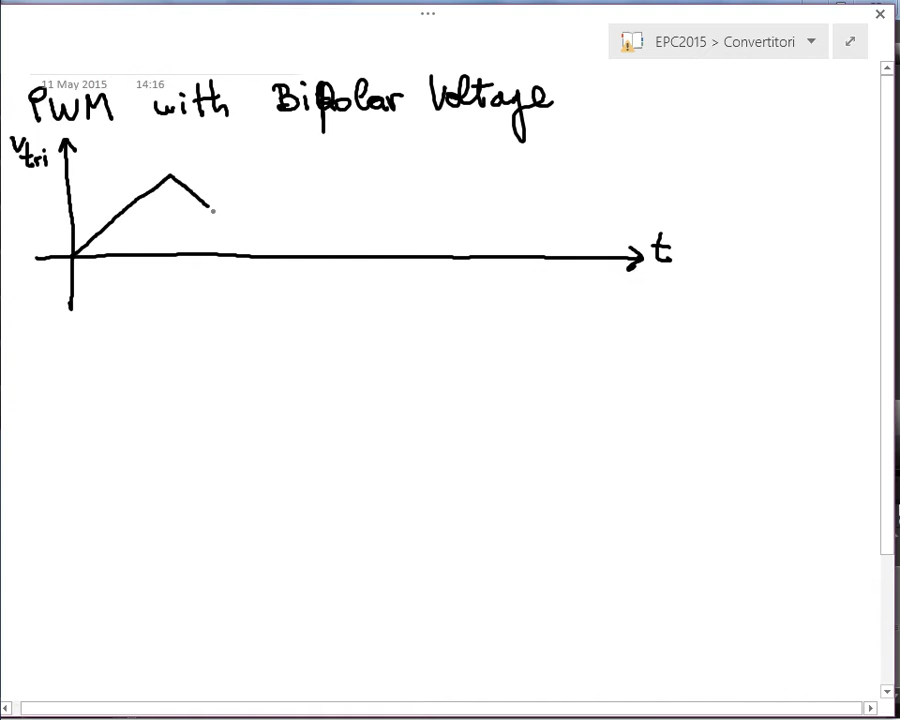 EPC2015 > Convertitori
11 May 2015 14:16
PWM with Bipolar Voltage
Vtri
t